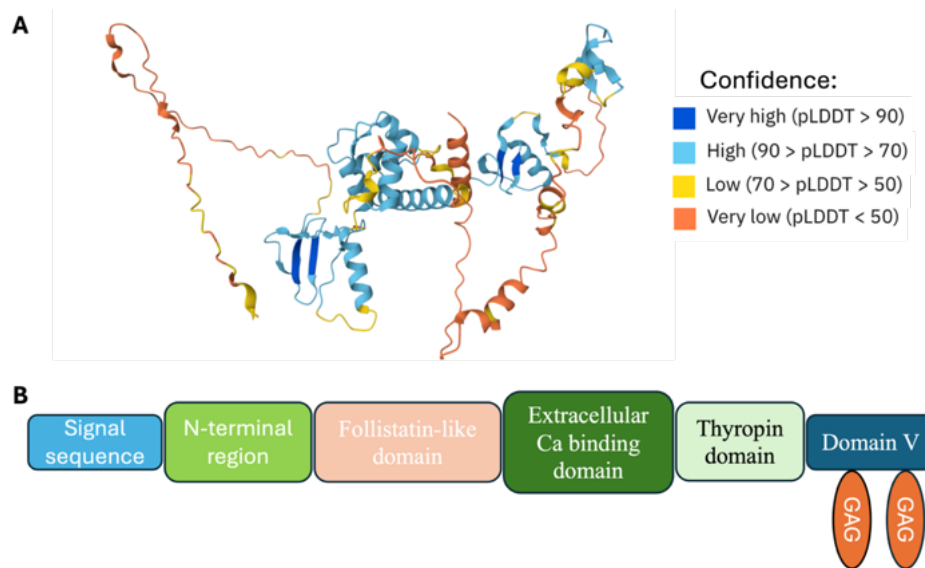 A
Confidence:
Very high (pLDDT > 90)
High (90 > pLDDT > 70)
Low (70 > pLDDT > 50)
Very low (pLDDT < 50)
B
Signal
sequence
N-terminal
region
Follistatin-like
domain
Extracellular
Ca binding
domain
Thyropin
domain
Domain V
GAG
GAG